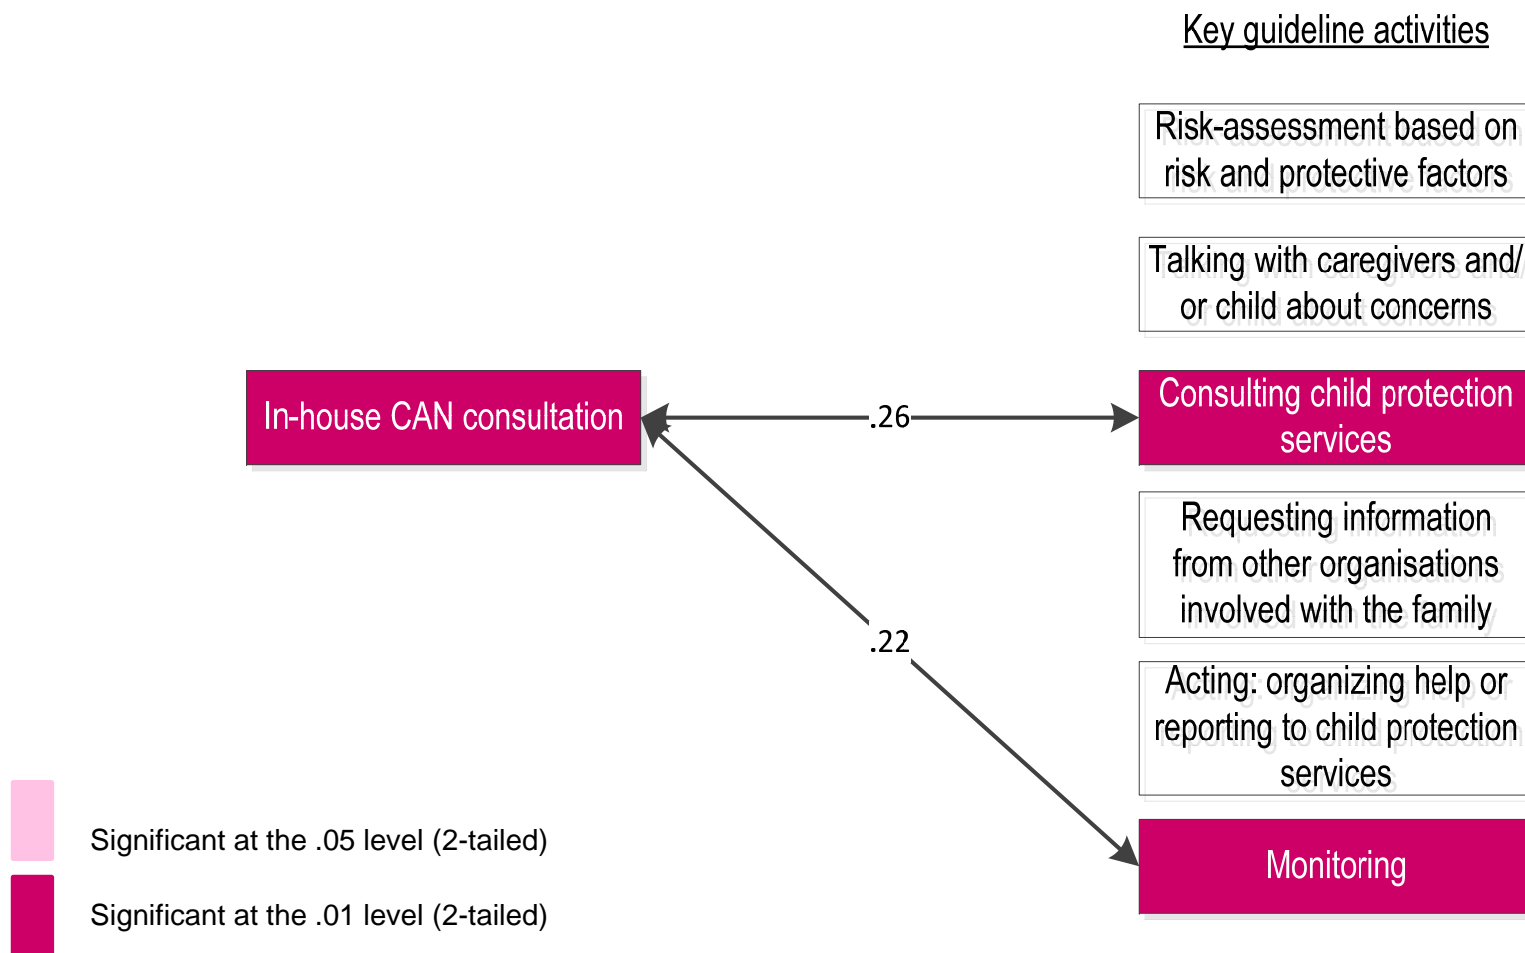 Key guideline activities
Risk-assessment based on
risk and protective factors
Talking with caregivers and/
or child about concerns
In-house CAN consultation
.26
Consulting child protection
services
Requesting information
from other organisations
involved with the family
.22
Acting: organizing help or
reporting to child protection
services
Monitoring
Significant at the .05 level (2-tailed)
Significant at the .01 level (2-tailed)